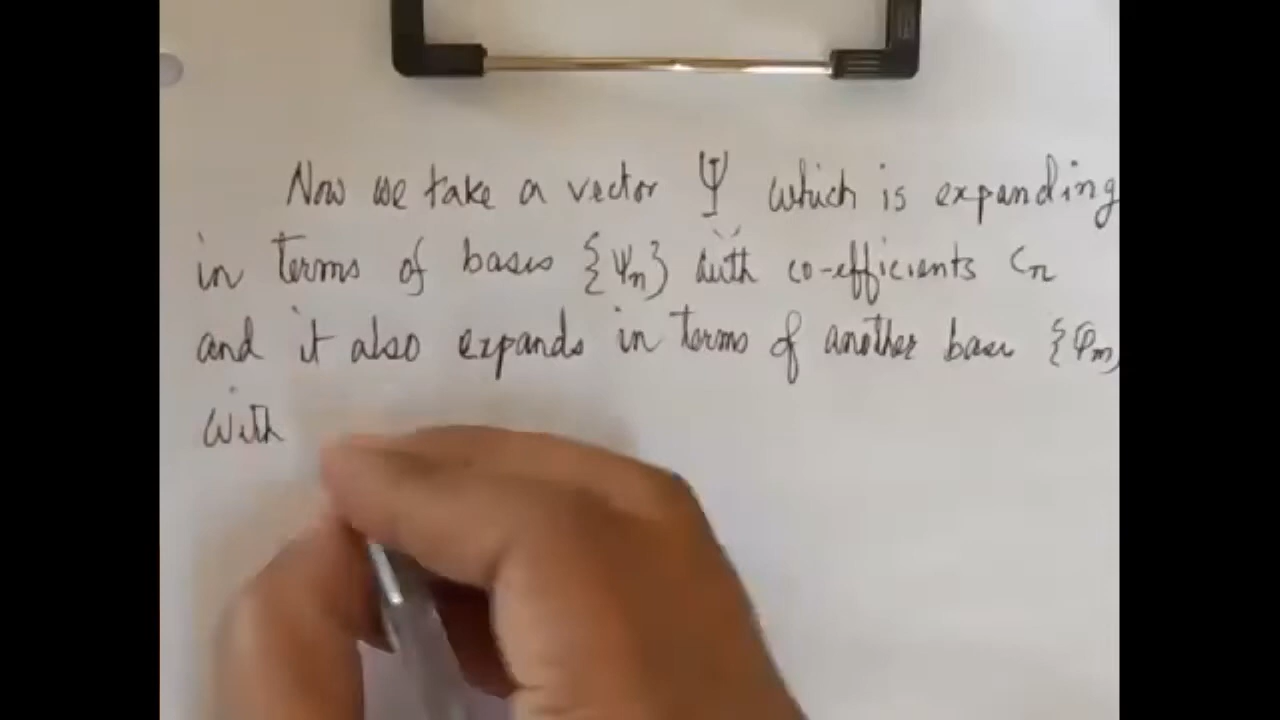 Now we take a vector Ψ which is expanding
in terms of basis {ψn} with co-efficients cn
and it also expands in terms of another base {φm}
with